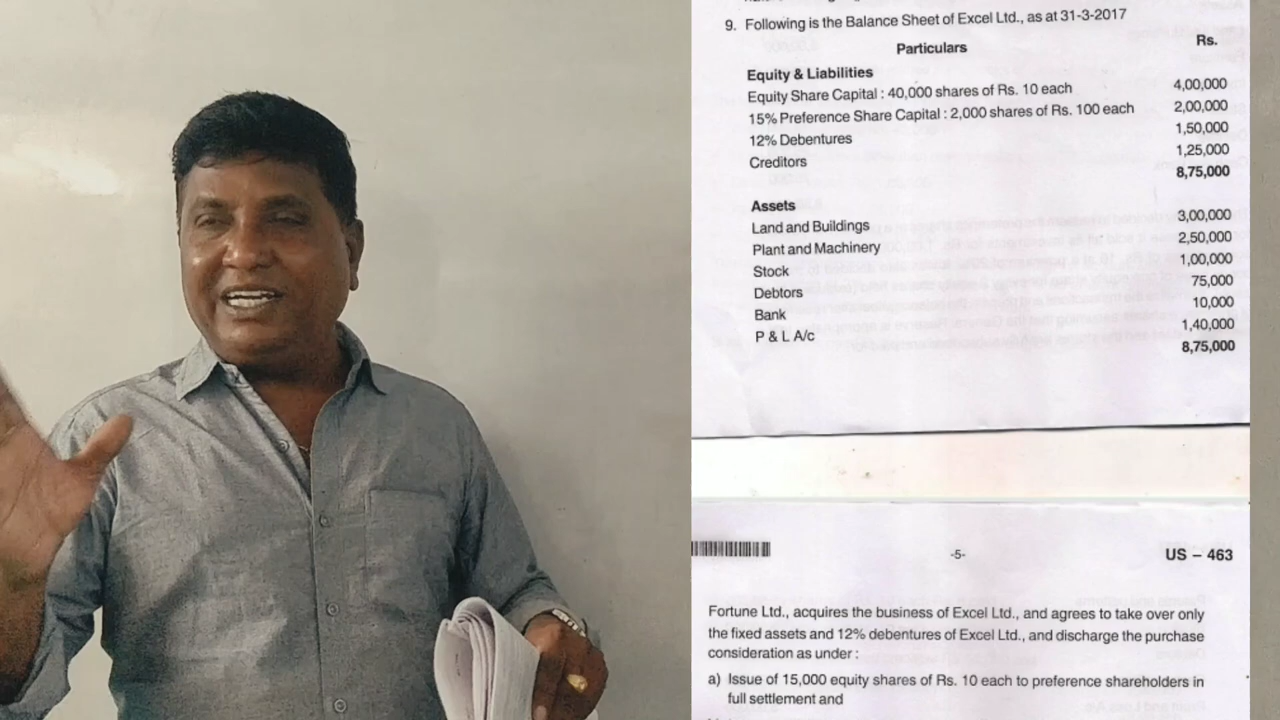 9. Following is the Balance Sheet of Excel Ltd., as at 31-3-2017
Particulars Rs.
Equity & Liabilities
Equity Share Capital : 40,000 shares of Rs. 10 each 4,00,000
15% Preference Share Capital : 2,000 shares of Rs. 100 each 2,00,000
12% Debentures 1,50,000
Creditors 1,25,000
8,75,000
Assets
Land and Buildings 3,00,000
Plant and Machinery 2,50,000
Stock 1,00,000
Debtors 75,000
Bank 10,000
P & L A/c 1,40,000
8,75,000
-5- US – 463
Fortune Ltd., acquires the business of Excel Ltd., and agrees to take over only
the fixed assets and 12% debentures of Excel Ltd., and discharge the purchase
consideration as under :
a) Issue of 15,000 equity shares of Rs. 10 each to preference shareholders in
full settlement and